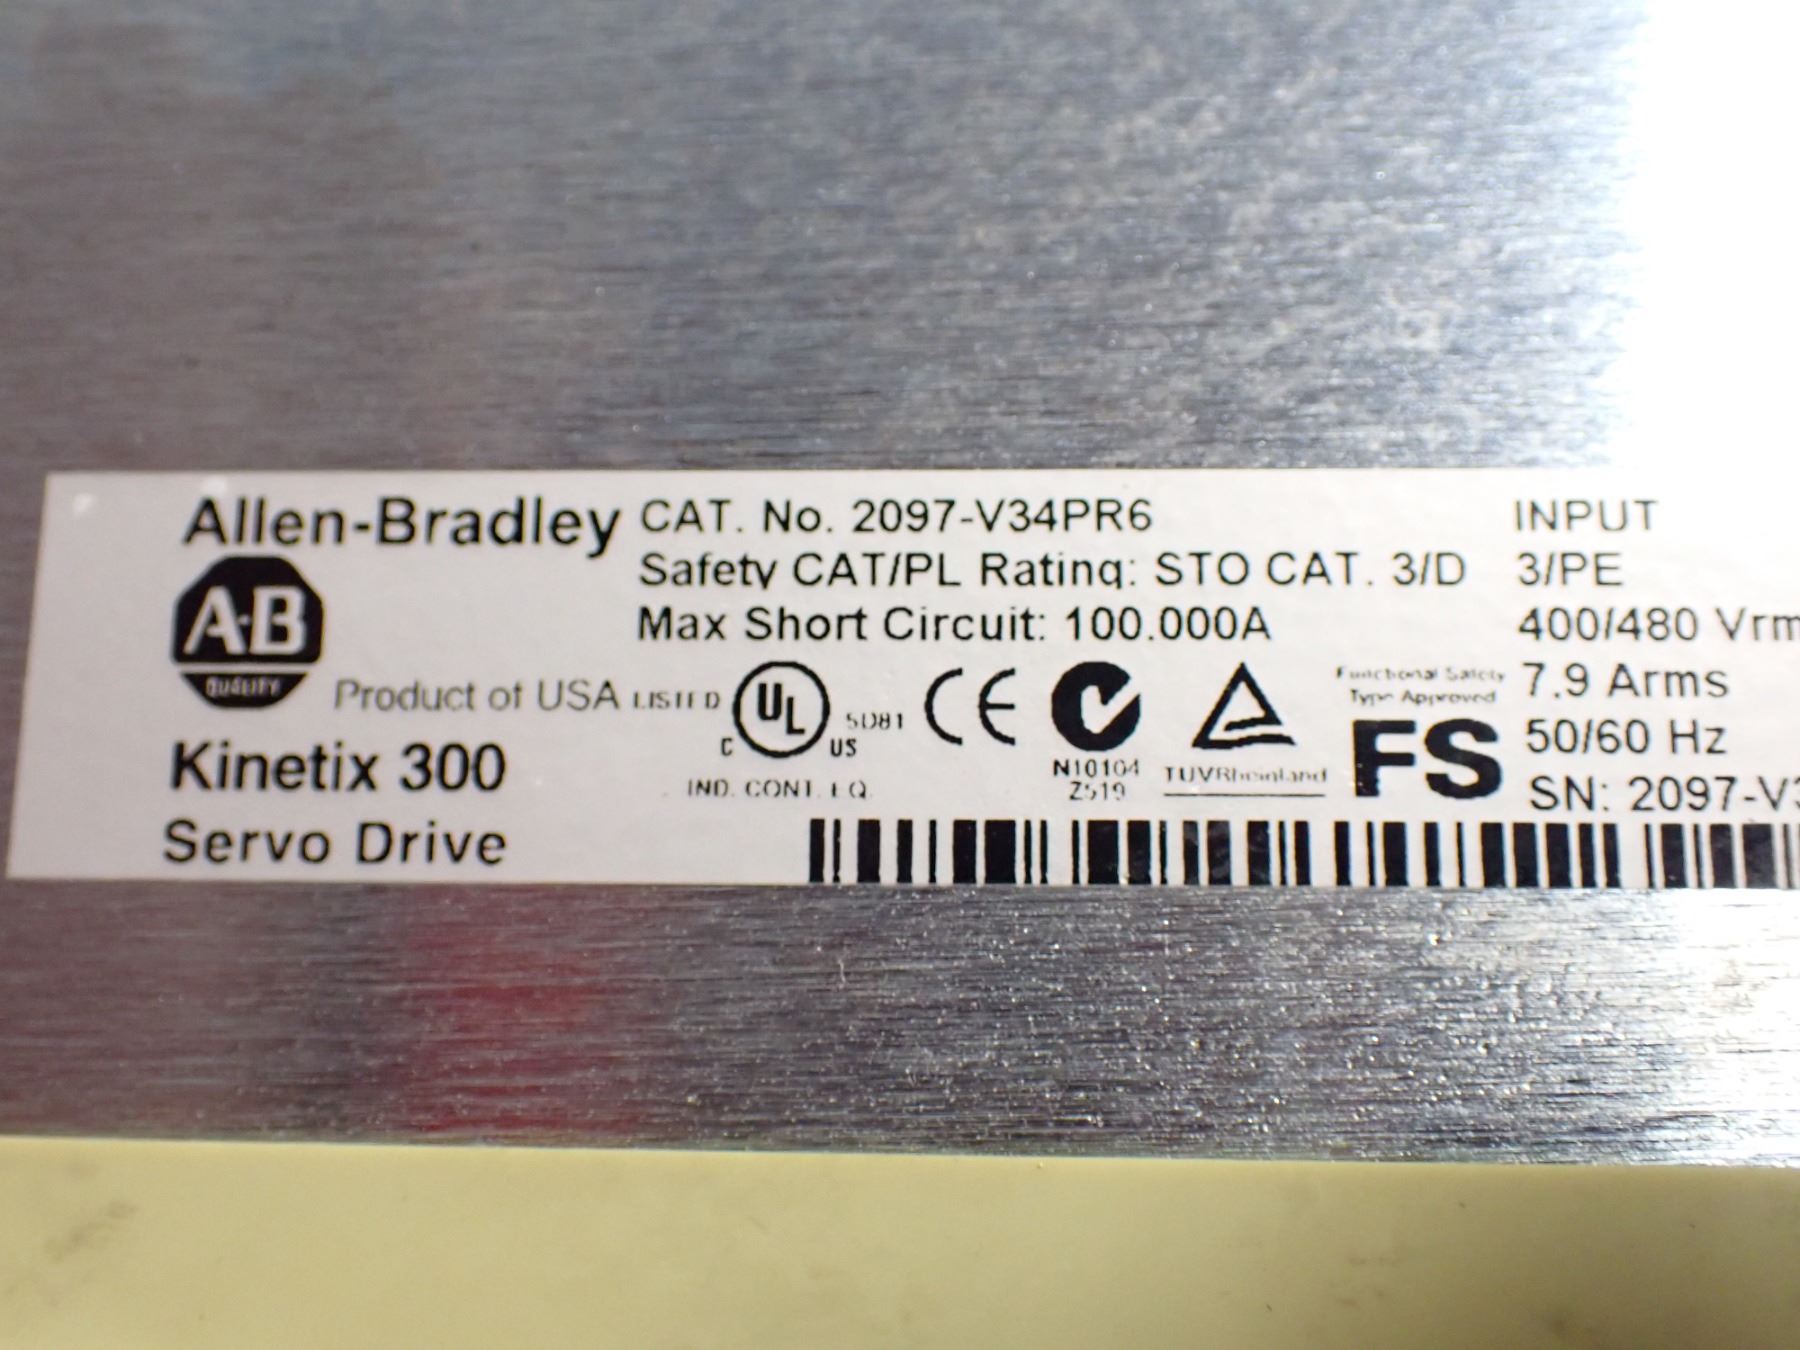 Allen-Bradley
A-B
QUALITY
Product of USA
Kinetix 300
Servo Drive
CAT. No. 2097-V34PR6
Safety CAT/PL Rating: STO CAT. 3/D
Max Short Circuit: 100.000A
LISTED
UL
C US
5D81
IND. CONT. EQ.
CE
N10104
Z519
TUVRheinland
Functional Safety
Type Approved
FS
INPUT
3/PE
400/480 Vrm
7.9 Arms
50/60 Hz
SN: 2097-V3